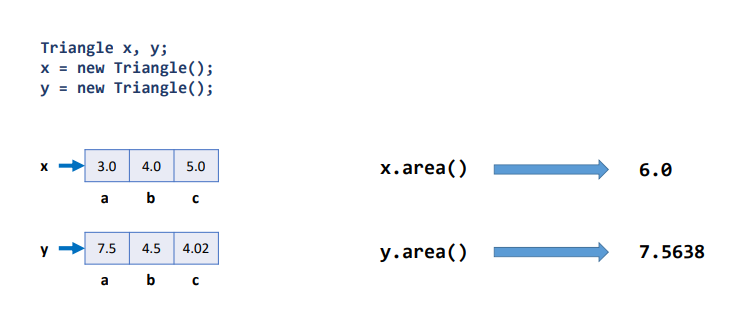 Triangle x, y;
x = new Triangle();
y = new Triangle();
x 3.0 4.0 5.0 x.area() 6.0
a b c
y 7.5 4.5 4.02 y.area() 7.5638
a b c